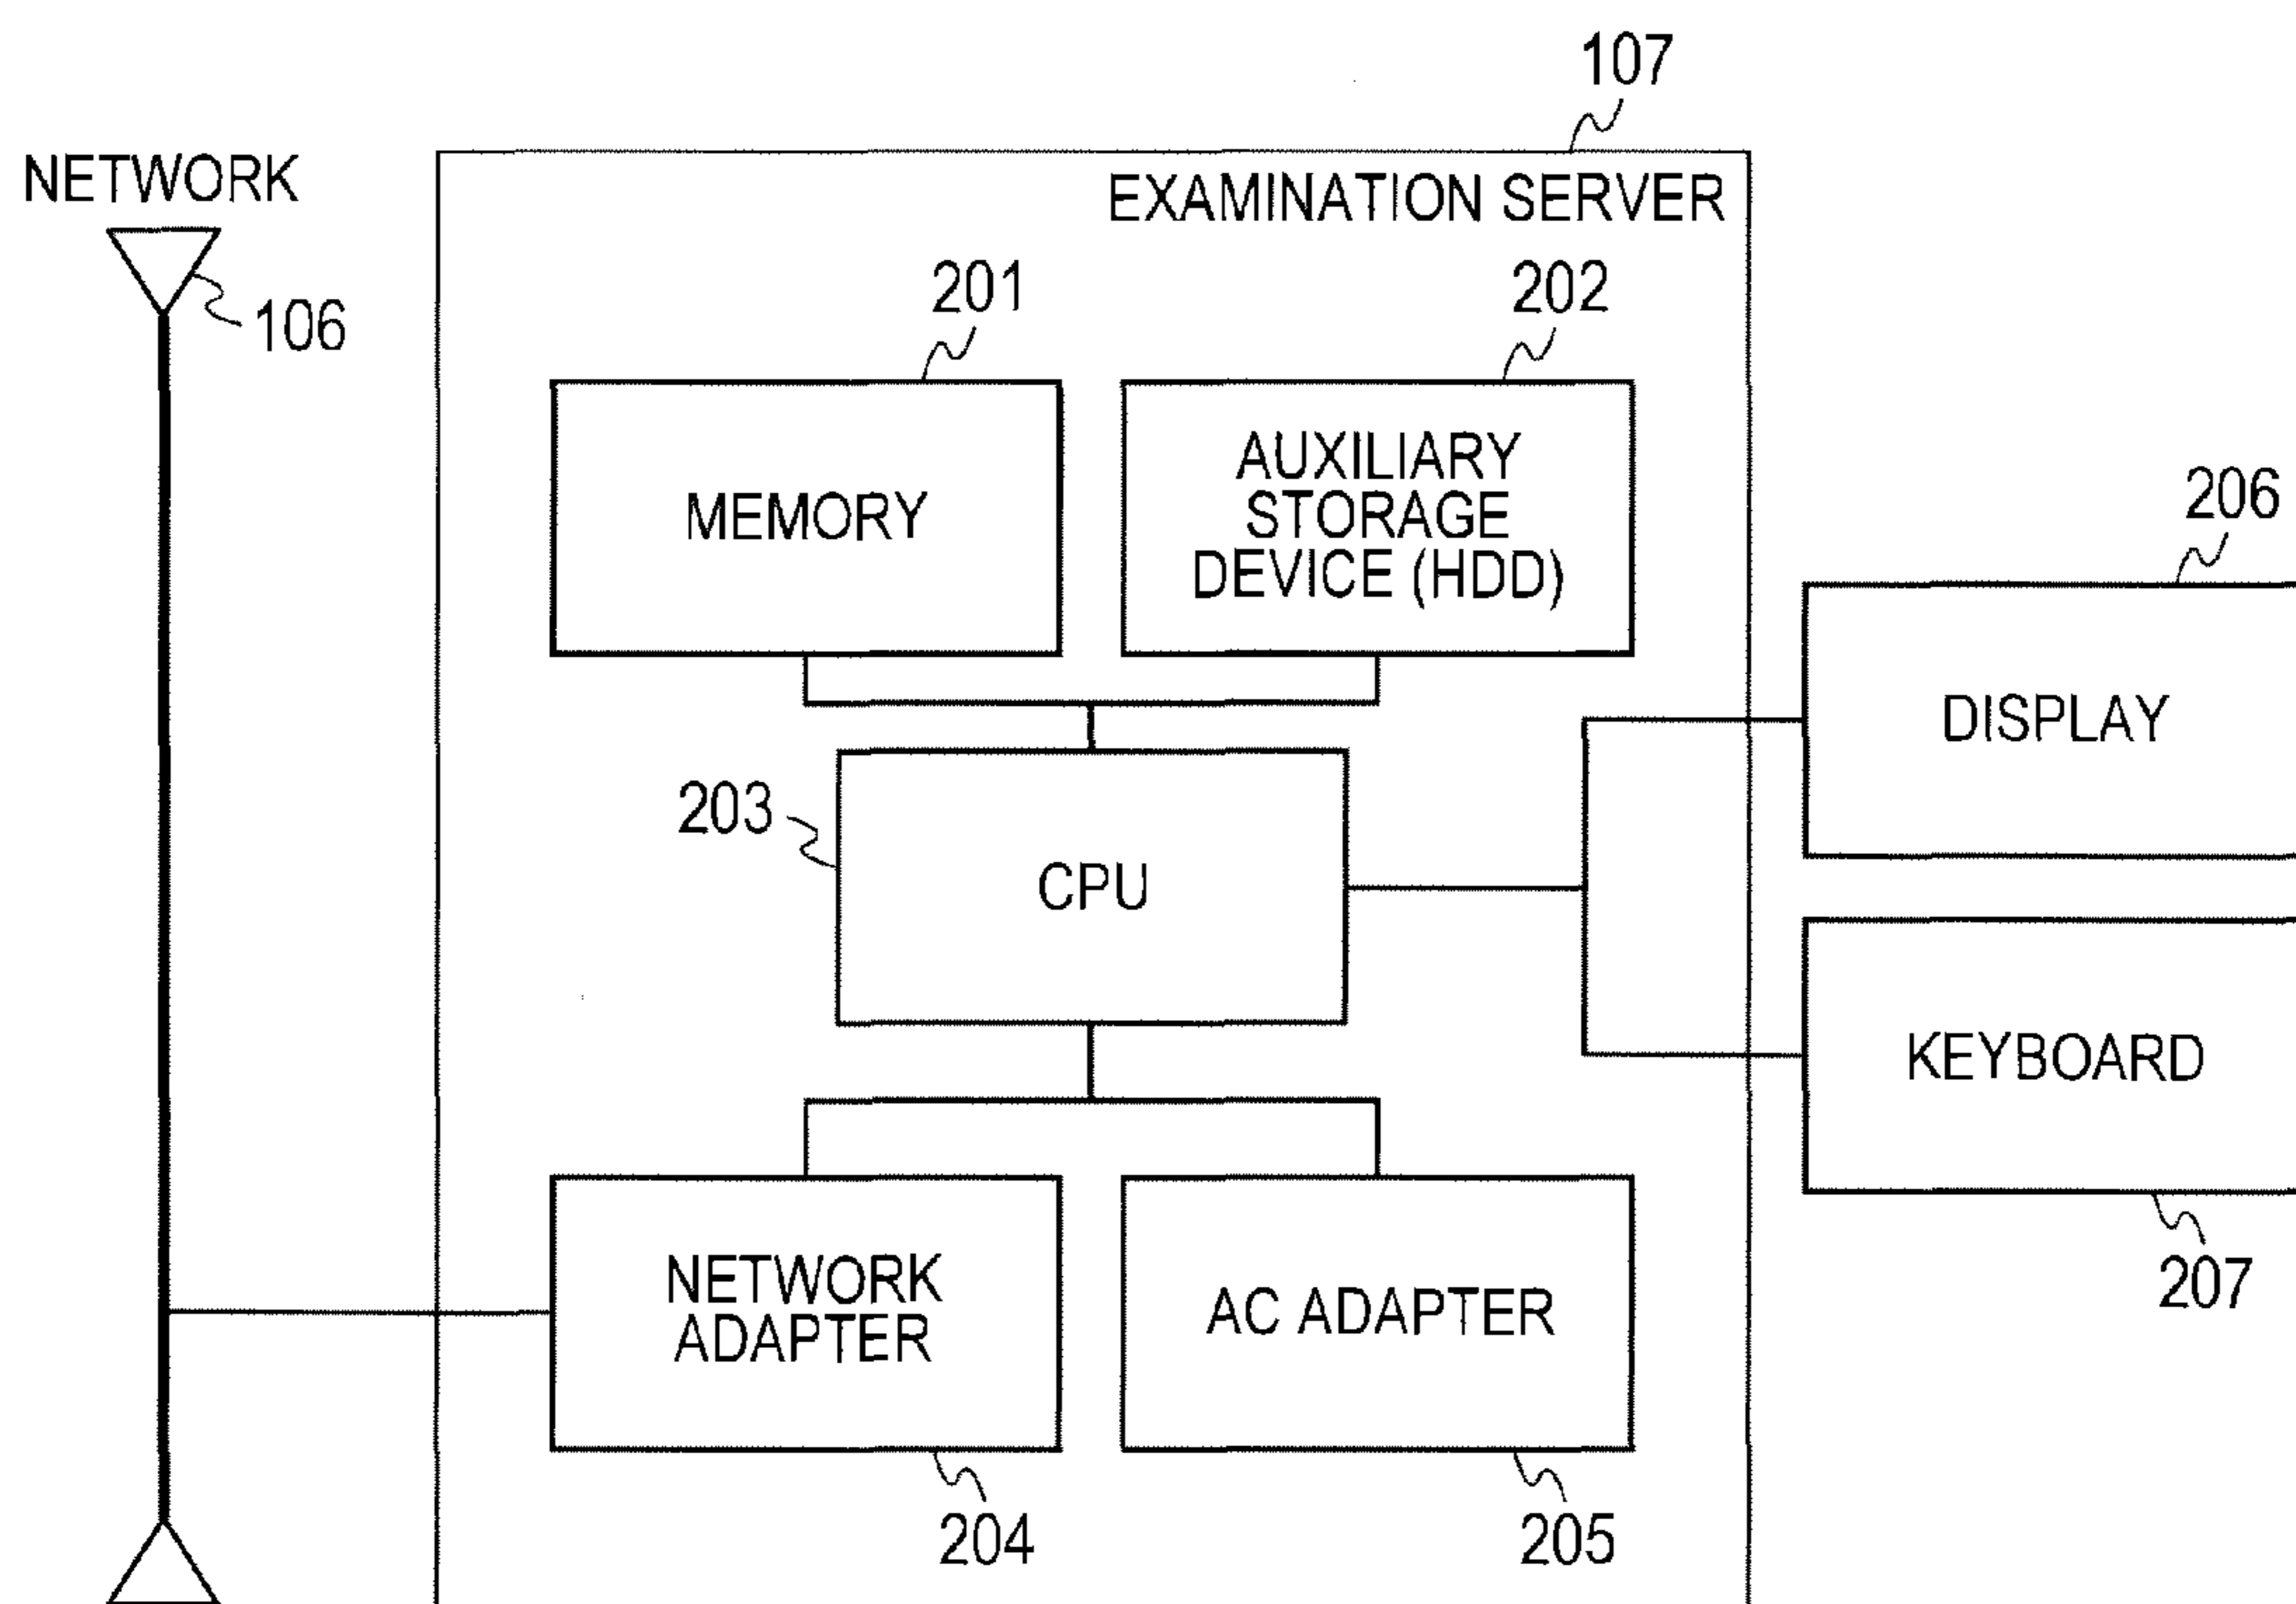 107
NETWORK
EXAMINATION SERVER
106
201
202
MEMORY
AUXILIARY
STORAGE
DEVICE (HDD)
206
DISPLAY
203
CPU
KEYBOARD
207
NETWORK
ADAPTER
AC ADAPTER
204
205